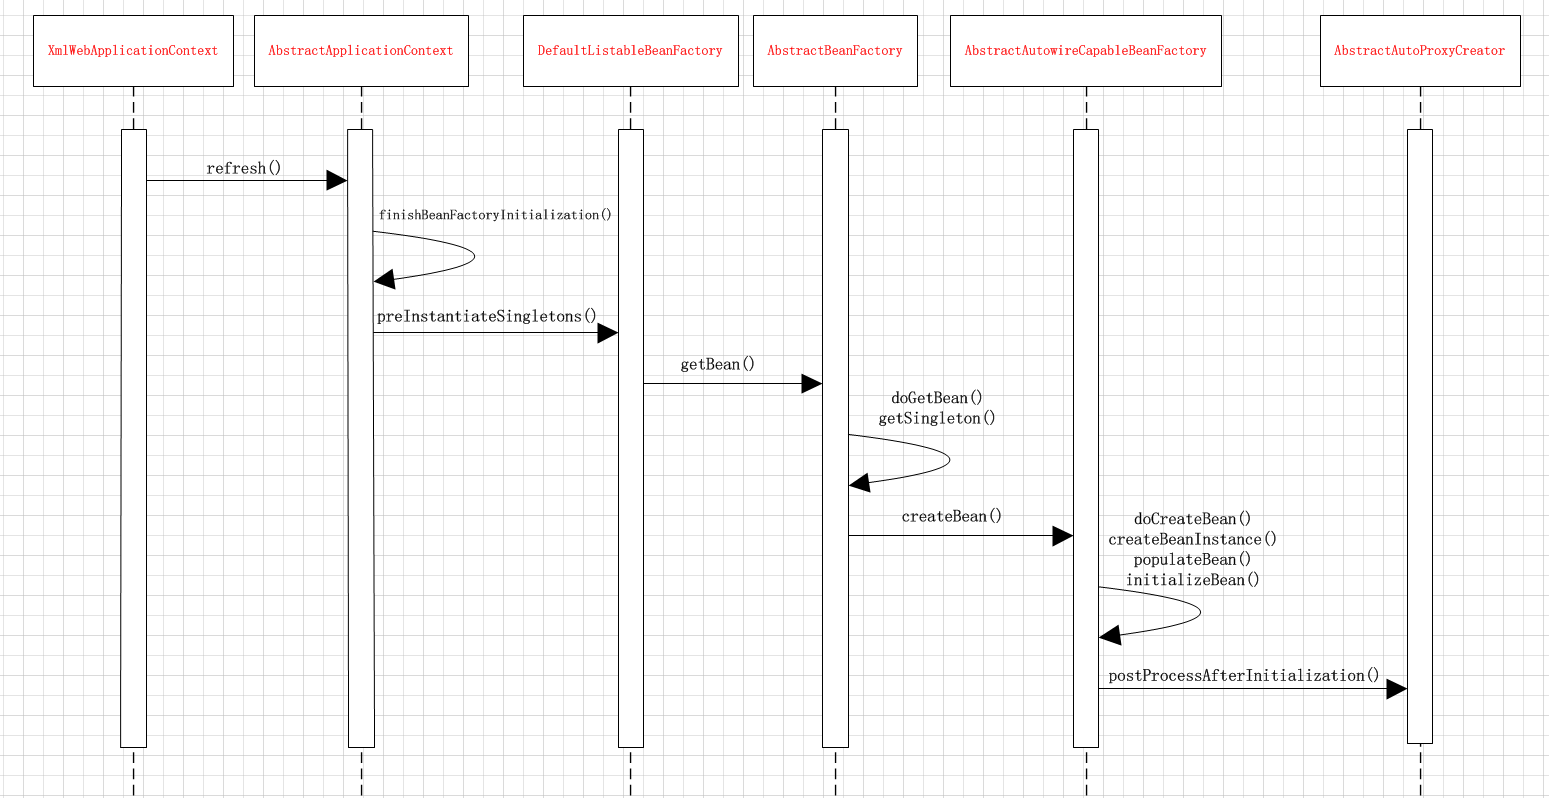 XmlWebApplicationContext
AbstractApplicationContext
DefaultListableBeanFactory
AbstractBeanFactory
AbstractAutowireCapableBeanFactory
AbstractAutoProxyCreator
refresh()
finishBeanFactoryInitialization()
preInstantiateSingletons()
getBean()
doGetBean()
getSingleton()
createBean()
doCreateBean()
createBeanInstance()
populateBean()
initializeBean()
postProcessAfterInitialization()